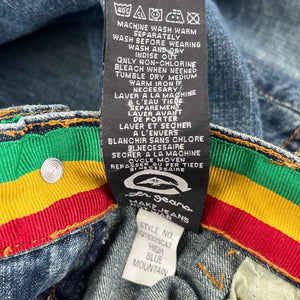 40°
MACHINE WASH WARM
SEPARATELY
WASH BEFORE WEARING
WASH AND DRY
INDISE OUT
ONLY NON-CHLORINE
BLEACH WHEN NEEDED
TUMBLE DRY MEDIUM
WARM IRON IF
NECESSARY
LAVER A LA MACHINE
A L'EAU TIEDE
SEPAREMENT.
LAVER AVANT
DE PORTER
LAVER ET SECHER
A L'ENVERS
BLANCHIR SANS CHLORE
SI NECESSAIRE
SECHER A LA MACHINE
CYCLE MOYEN
REPASSER AU FER TIEDE
SI NECESSAIRE
STYLE NO
HIGH
BLUE
MOUNTAIN